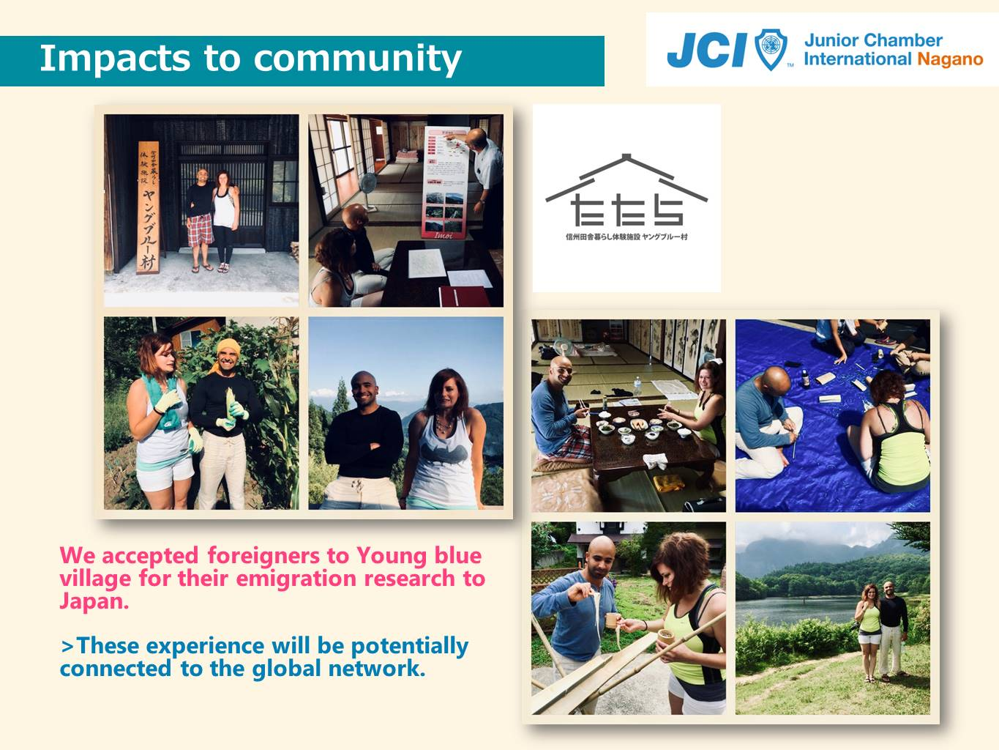 Impacts to community
JCI
TM
Junior Chamber
International Nagano
信州田舎暮らし
体験施設
ヤングブルー村
Imoi
たたら
信州田舎暮らし体験施設 ヤングブルー村
We accepted foreigners to Young blue
village for their emigration research to
Japan.
>These experience will be potentially
connected to the global network.